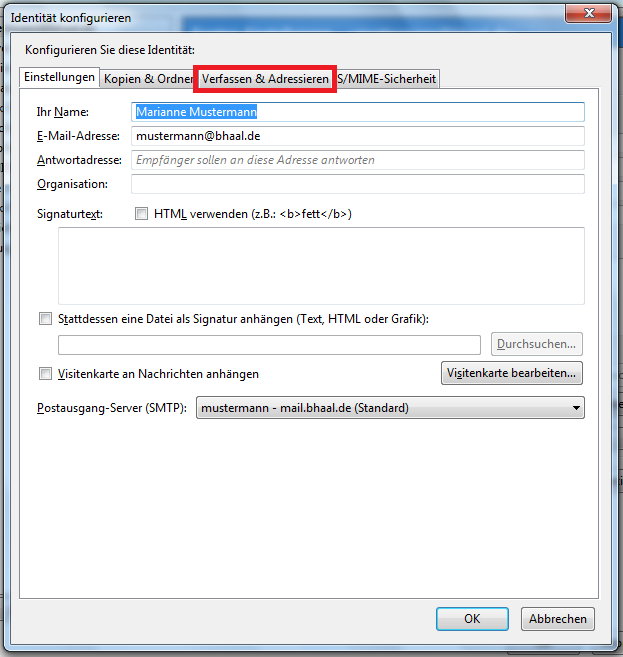 Identität konfigurieren
Konfigurieren Sie diese Identität:
Einstellungen Kopien & Ordner Verfassen & Adressieren S/MIME-Sicherheit
Ihr Name: Marianne Mustermann
E-Mail-Adresse: mustermann@bhaal.de
Antwortadresse: Empfänger sollen an diese Adresse antworten
Organisation:
Signaturtext: HTML verwenden (z.B.: <b>fett</b>)
Stattdessen eine Datei als Signatur anhängen (Text, HTML oder Grafik):
Durchsuchen...
Visitenkarte an Nachrichten anhängen Visitenkarte bearbeiten...
Postausgang-Server (SMTP): mustermann - mail.bhaal.de (Standard)
OK Abbrechen